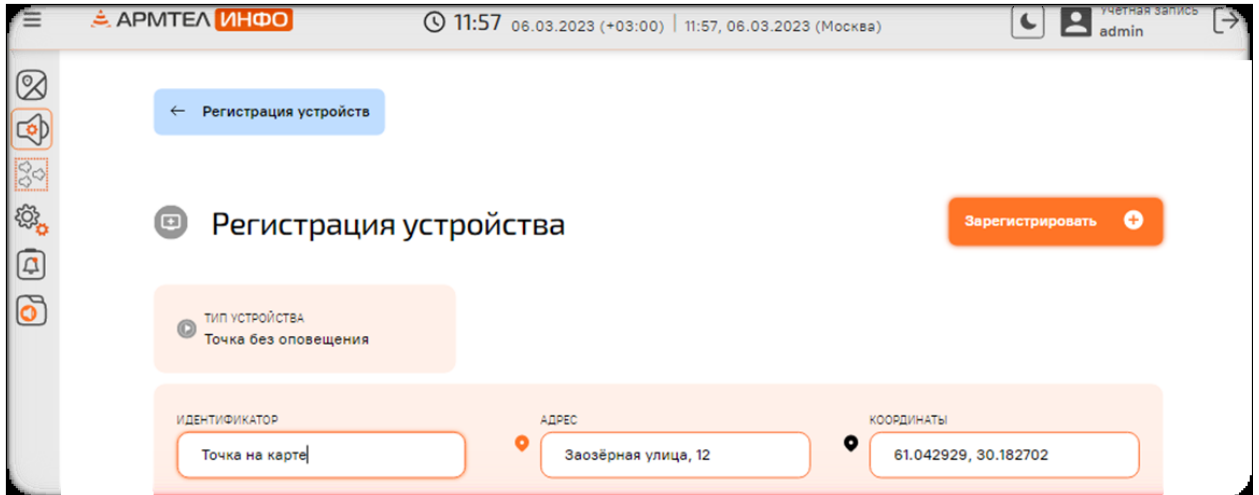 АРМТЕЛ ИНФО
11:57 06.03.2023 (+03:00) | 11:57, 06.03.2023 (Москва)
Учетная запись
admin
← Регистрация устройств
Регистрация устройства
Зарегистрировать
ТИП УСТРОЙСТВА
Точка без оповещения
ИДЕНТИФИКАТОР АДРЕС КООРДИНАТЫ
Точка на карте Заозёрная улица, 12 61.042929, 30.182702